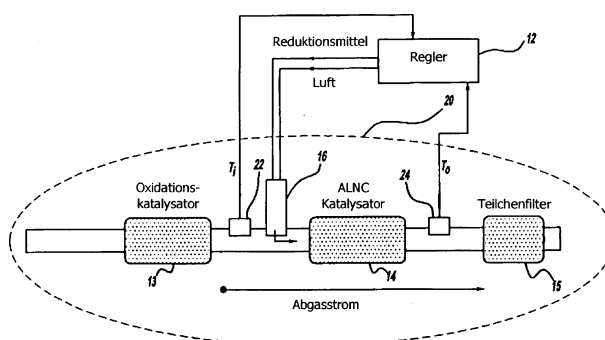 Reduktionsmittel
Luft
Regler
12
20
Ti
22
16
To
24
Oxidations-
katalysator
ALNC
Katalysator
Teilchenfilter
13
14
15
Abgasstrom